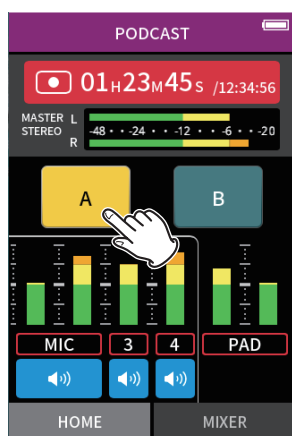 PODCAST
01H23M45S /12:34:56
MASTER L
STEREO
R
-48 · · -24 · · -12 · · -6 · · -20
A
B
MIC 3 4 PAD
HOME MIXER